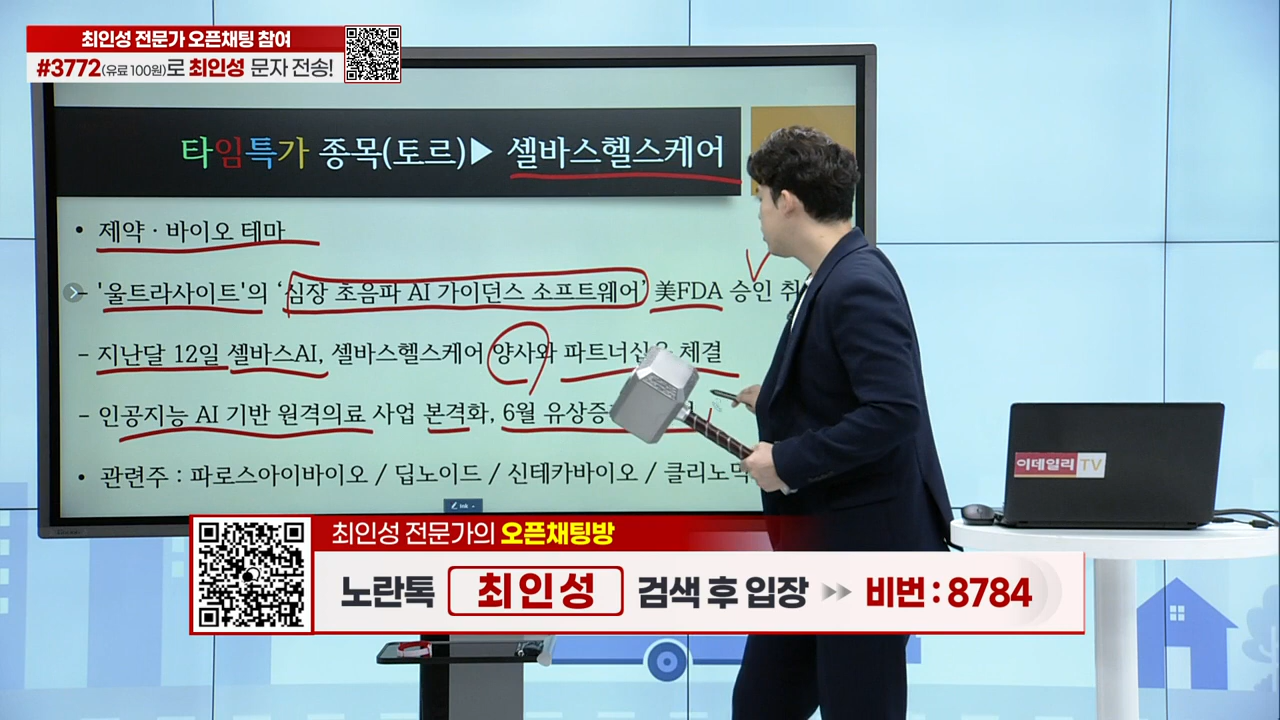 최인성 전문가 오픈채팅 참여
#3772(유료 100원)로 최인성 문자 전송!
타임특가 종목(토르)▶ 셀바스헬스케어
• 제약 · 바이오 테마
- '울트라사이트'의 '심장 초음파 AI 가이던스 소프트웨어' 美FDA 승인 취
- 지난달 12일 셀바스AI, 셀바스헬스케어 양사와 파트너십을 체결
- 인공지능 AI 기반 원격의료 사업 본격화, 6월 유상증
• 관련주 : 파로스아이바이오 / 딥노이드 / 신테카바이오 / 클리노믹
Ink
이데일리 TV
최인성 전문가의 오픈채팅방
노란톡 최인성 검색 후 입장 ▶▶ 비번 : 8784